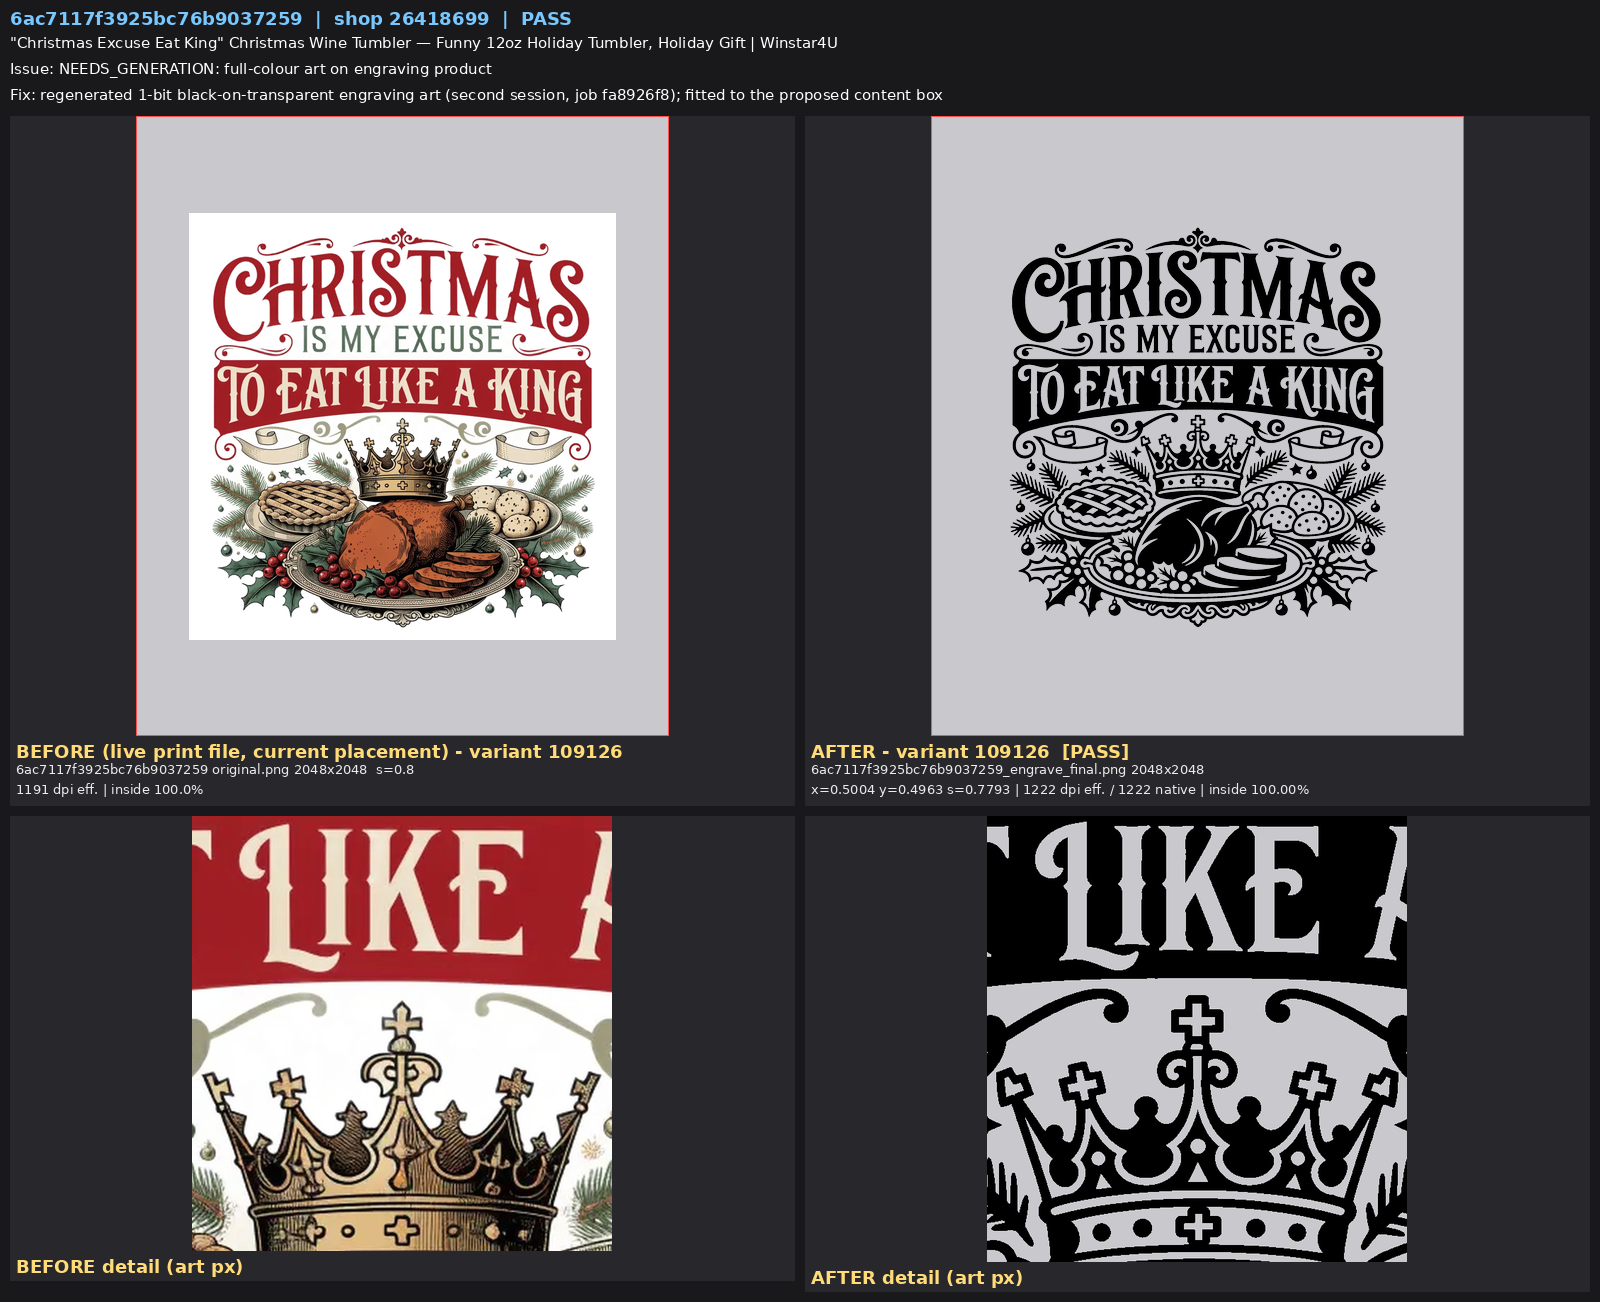 6ac7117f3925bc76b9037259 | shop 26418699 | PASS
"Christmas Excuse Eat King" Christmas Wine Tumbler — Funny 12oz Holiday Tumbler, Holiday Gift | Winstar4U
Issue: NEEDS_GENERATION: full-colour art on engraving product
Fix: regenerated 1-bit black-on-transparent engraving art (second session, job fa8926f8); fitted to the proposed content box
CHRISTMAS
IS MY EXCUSE
TO EAT LIKE A KING
CHRISTMAS
IS MY EXCUSE
TO EAT LIKE A KING
BEFORE (live print file, current placement) - variant 109126
6ac7117f3925bc76b9037259 original.png 2048x2048 s=0.8
1191 dpi eff. | inside 100.0%
AFTER - variant 109126 [PASS]
6ac7117f3925bc76b9037259_engrave_final.png 2048x2048
x=0.5004 y=0.4963 s=0.7793 | 1222 dpi eff. / 1222 native | inside 100.00%
T LIKE A
T LIKE A
BEFORE detail (art px)
AFTER detail (art px)